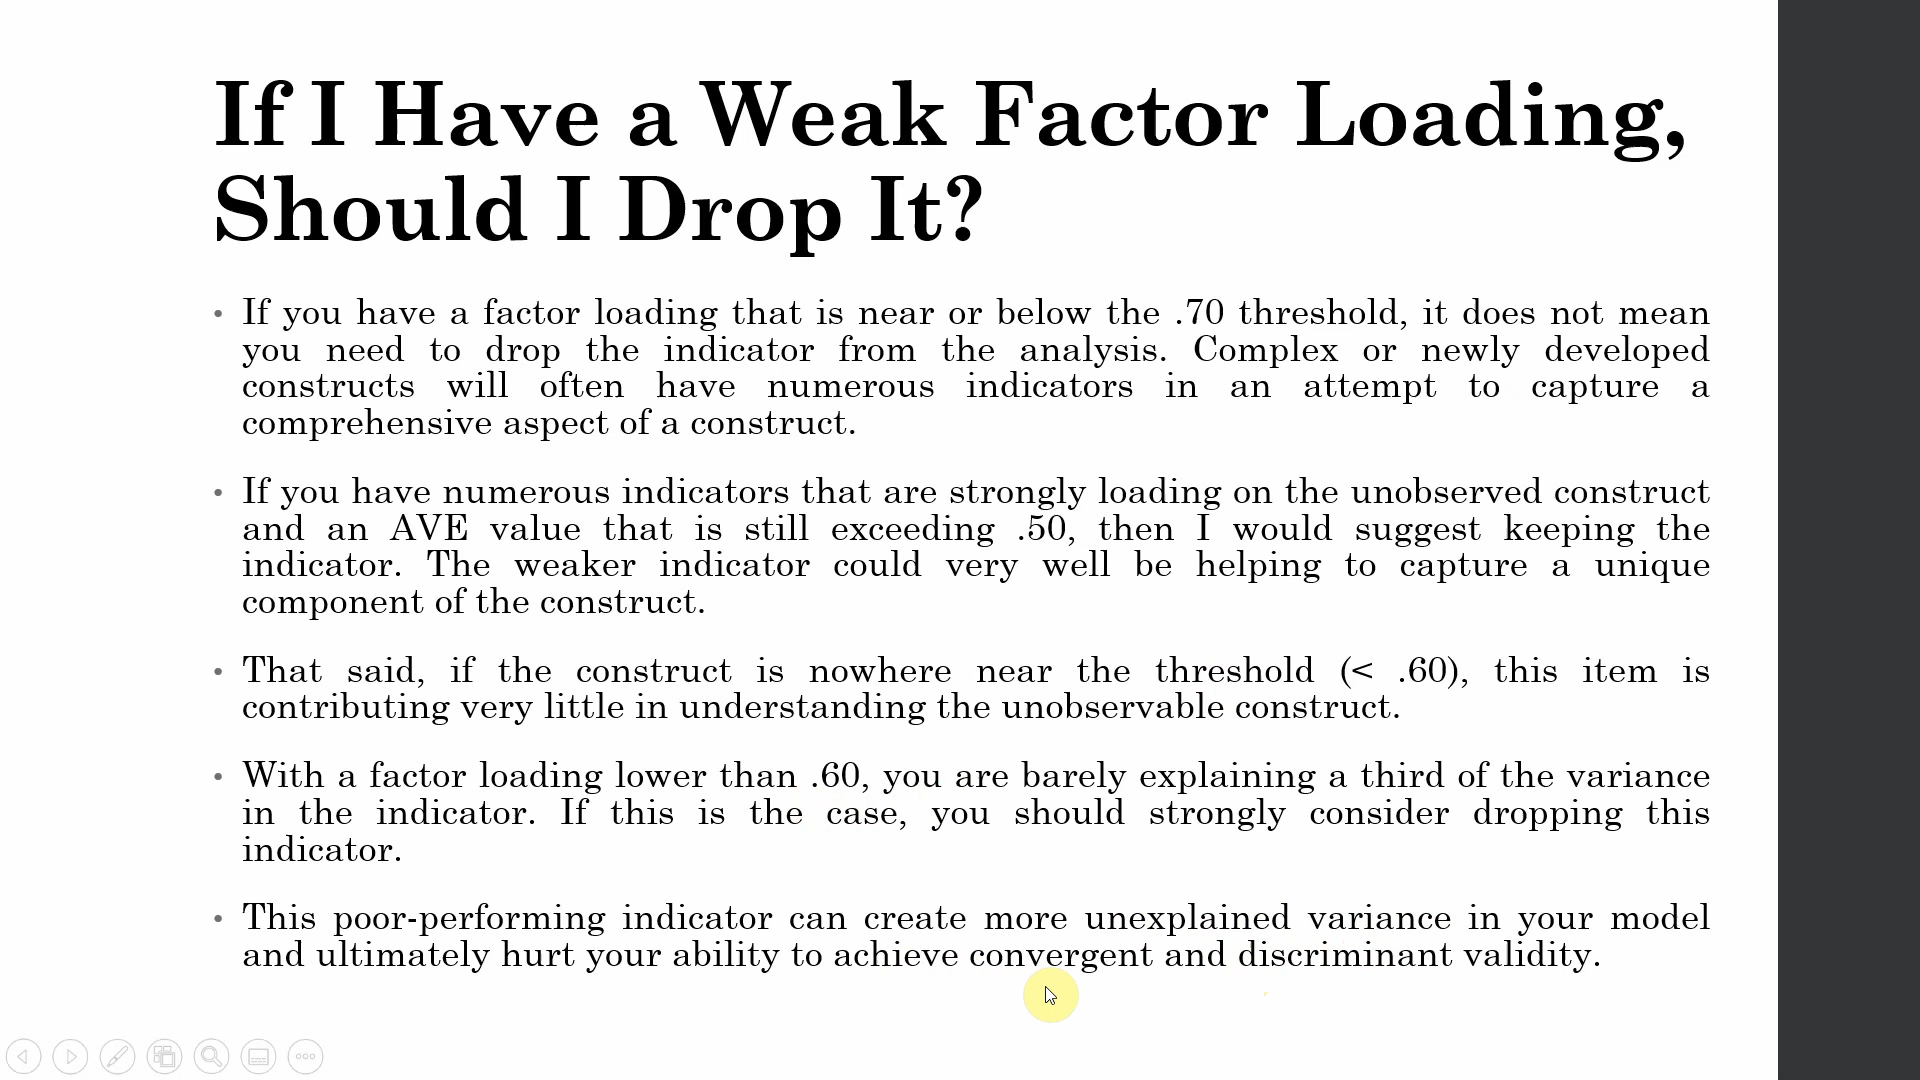 If I Have a Weak Factor Loading,
Should I Drop It?
• If you have a factor loading that is near or below the .70 threshold, it does not mean
you need to drop the indicator from the analysis. Complex or newly developed
constructs will often have numerous indicators in an attempt to capture a
comprehensive aspect of a construct.
• If you have numerous indicators that are strongly loading on the unobserved construct
and an AVE value that is still exceeding .50, then I would suggest keeping the
indicator. The weaker indicator could very well be helping to capture a unique
component of the construct.
• That said, if the construct is nowhere near the threshold (< .60), this item is
contributing very little in understanding the unobservable construct.
• With a factor loading lower than .60, you are barely explaining a third of the variance
in the indicator. If this is the case, you should strongly consider dropping this
indicator.
• This poor-performing indicator can create more unexplained variance in your model
and ultimately hurt your ability to achieve convergent and discriminant validity.